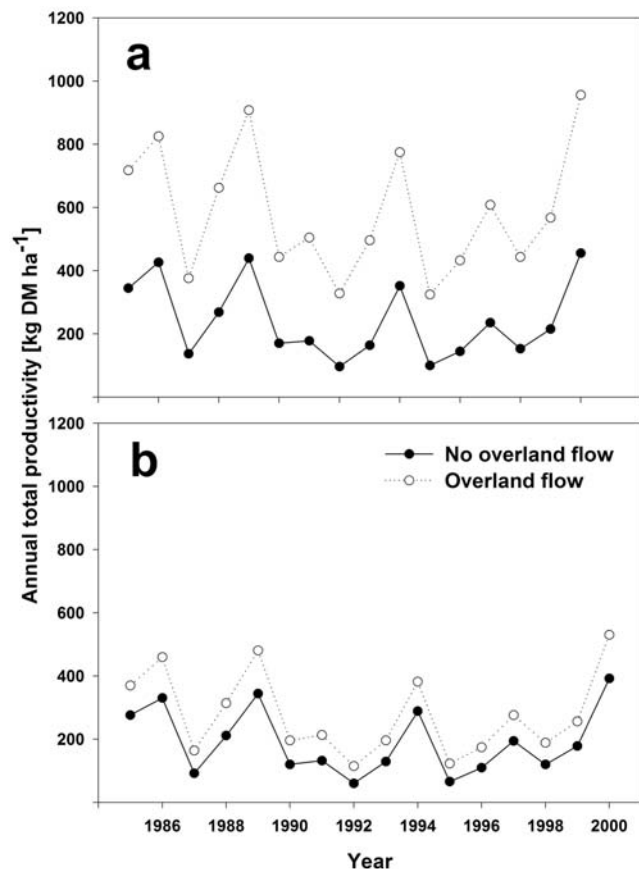 1200
a
1000
800
600
400
200
Annual total productivity [kg DM ha⁻¹]
1200
b
No overland flow
Overland flow
1000
800
600
400
200
1986 1988 1990 1992 1994 1996 1998 2000
Year